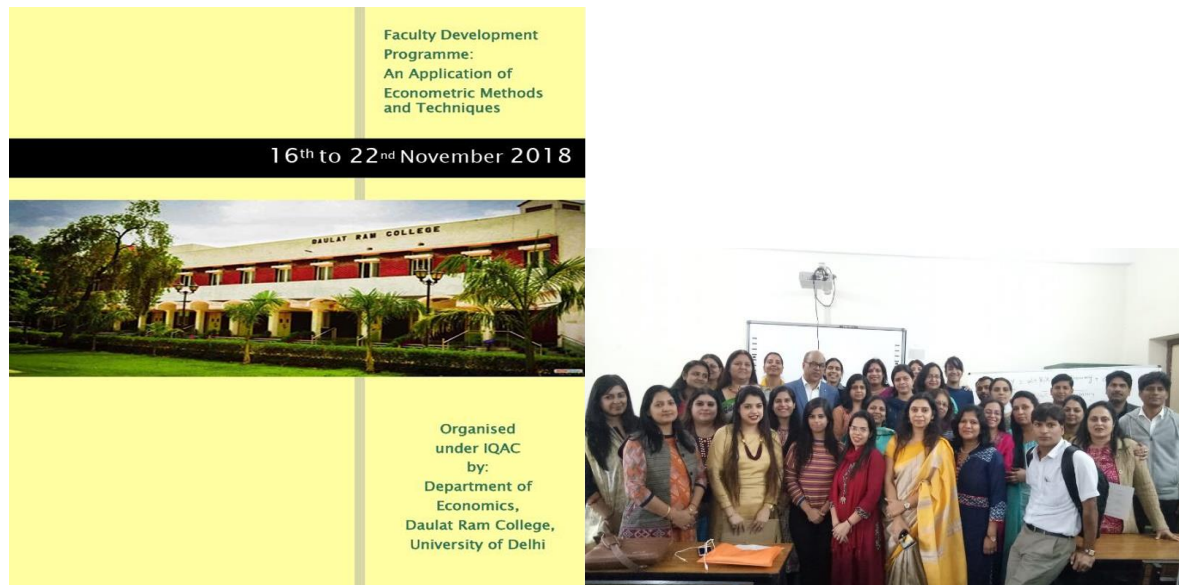 Faculty Development
Programme:
An Application of
Econometric Methods
and Techniques
16th to 22nd November 2018
DAULAT RAM COLLEGE
Organised
under IQAC
by:
Department of
Economics,
Daulat Ram College,
University of Delhi